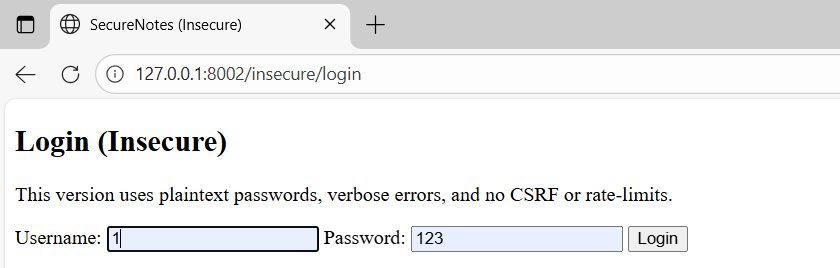 SecureNotes (Insecure)
127.0.0.1:8002/insecure/login
Login (Insecure)
This version uses plaintext passwords, verbose errors, and no CSRF or rate-limits.
Username: 1 Password: 123 Login